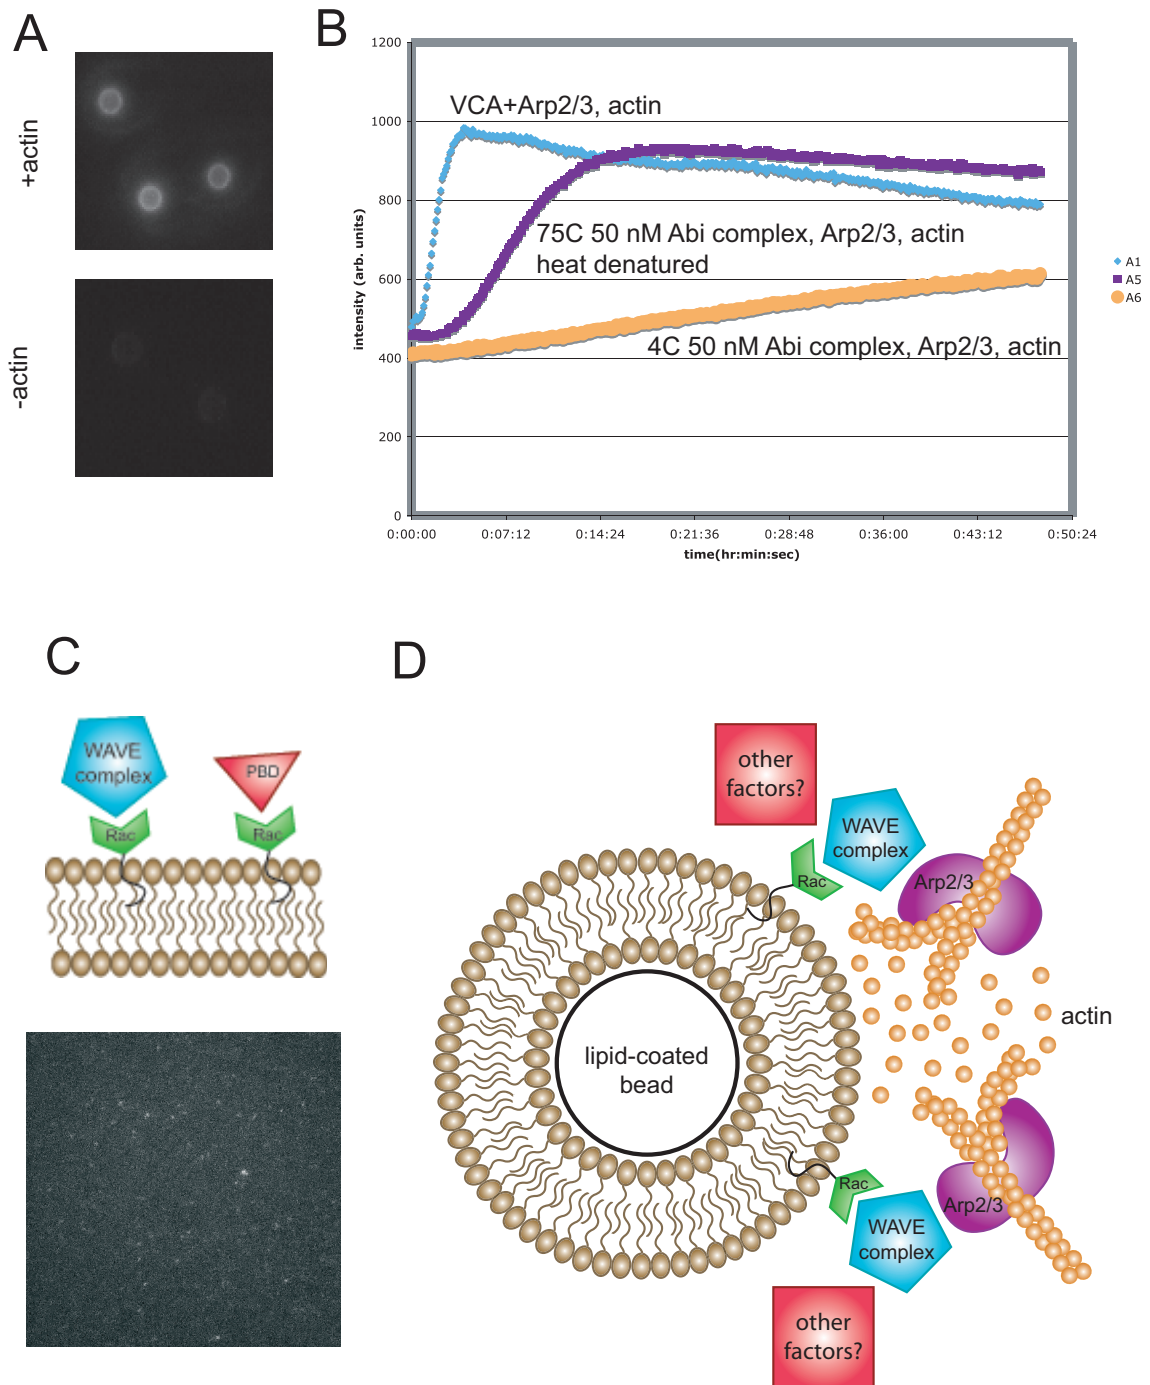 A
+actin
-actin
B
1200
1000
800
600
400
200
0
intensity (arb. units)
VCA+Arp2/3, actin
75C 50 nM Abi complex, Arp2/3, actin
heat denatured
4C 50 nM Abi complex, Arp2/3, actin
0:00:00 0:07:12 0:14:24 0:21:36 0:28:48 0:36:00 0:43:12 0:50:24
time(hr:min:sec)
A1
A5
A6
C
WAVE
complex
Rac
PBD
Rac
D
other
factors?
WAVE
complex
Rac
Arp2/3
actin
lipid-coated
bead
Rac
WAVE
complex
Arp2/3
other
factors?